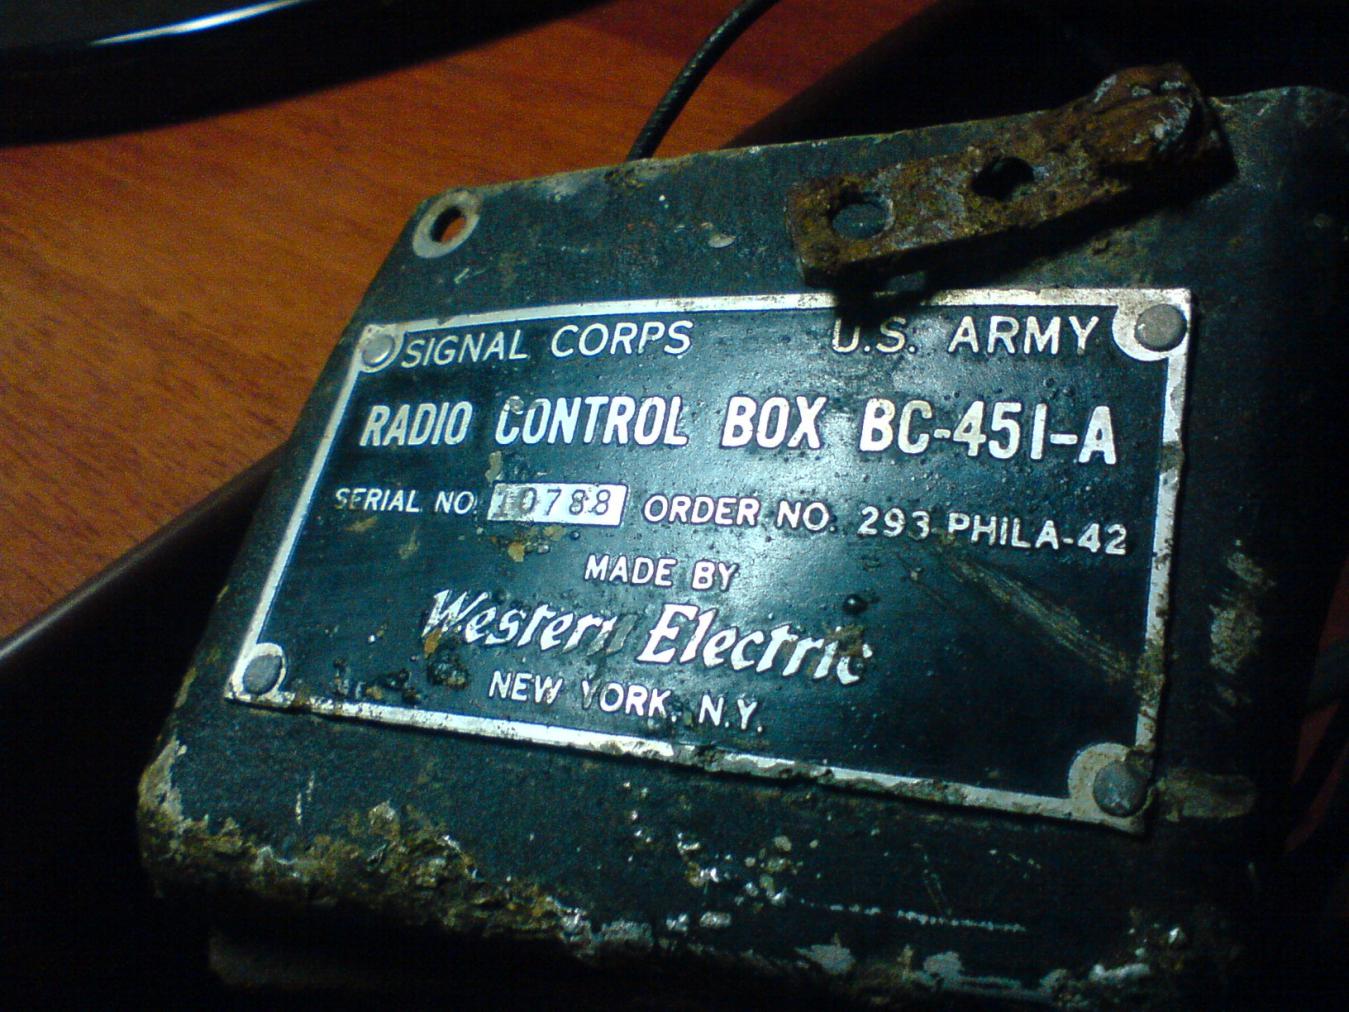 SIGNAL CORPS U.S. ARMY
RADIO CONTROL BOX BC-451-A
SERIAL NO. 10788 ORDER NO. 293 PHILA-42
MADE BY
Western Electric
NEW YORK, N.Y.